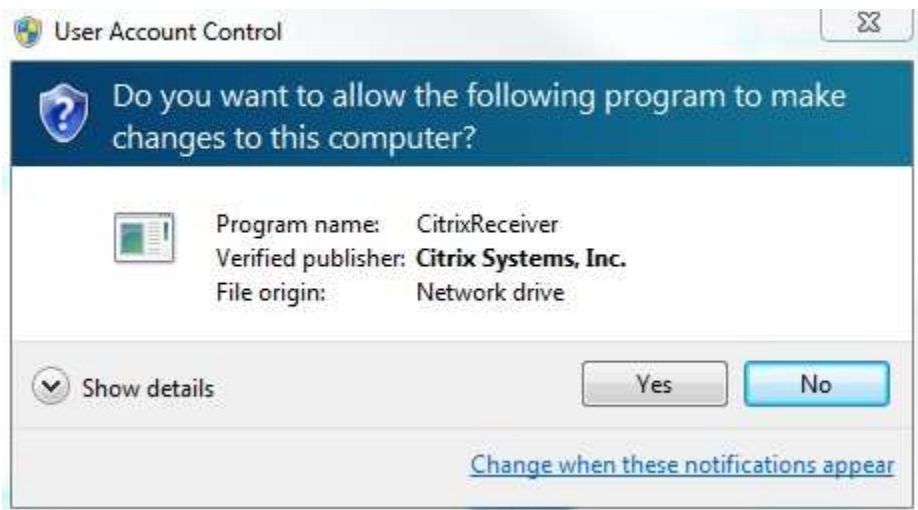 User Account Control
Do you want to allow the following program to make
changes to this computer?
Program name: CitrixReceiver
Verified publisher: Citrix Systems, Inc.
File origin: Network drive
Show details
Yes
No
Change when these notifications appear